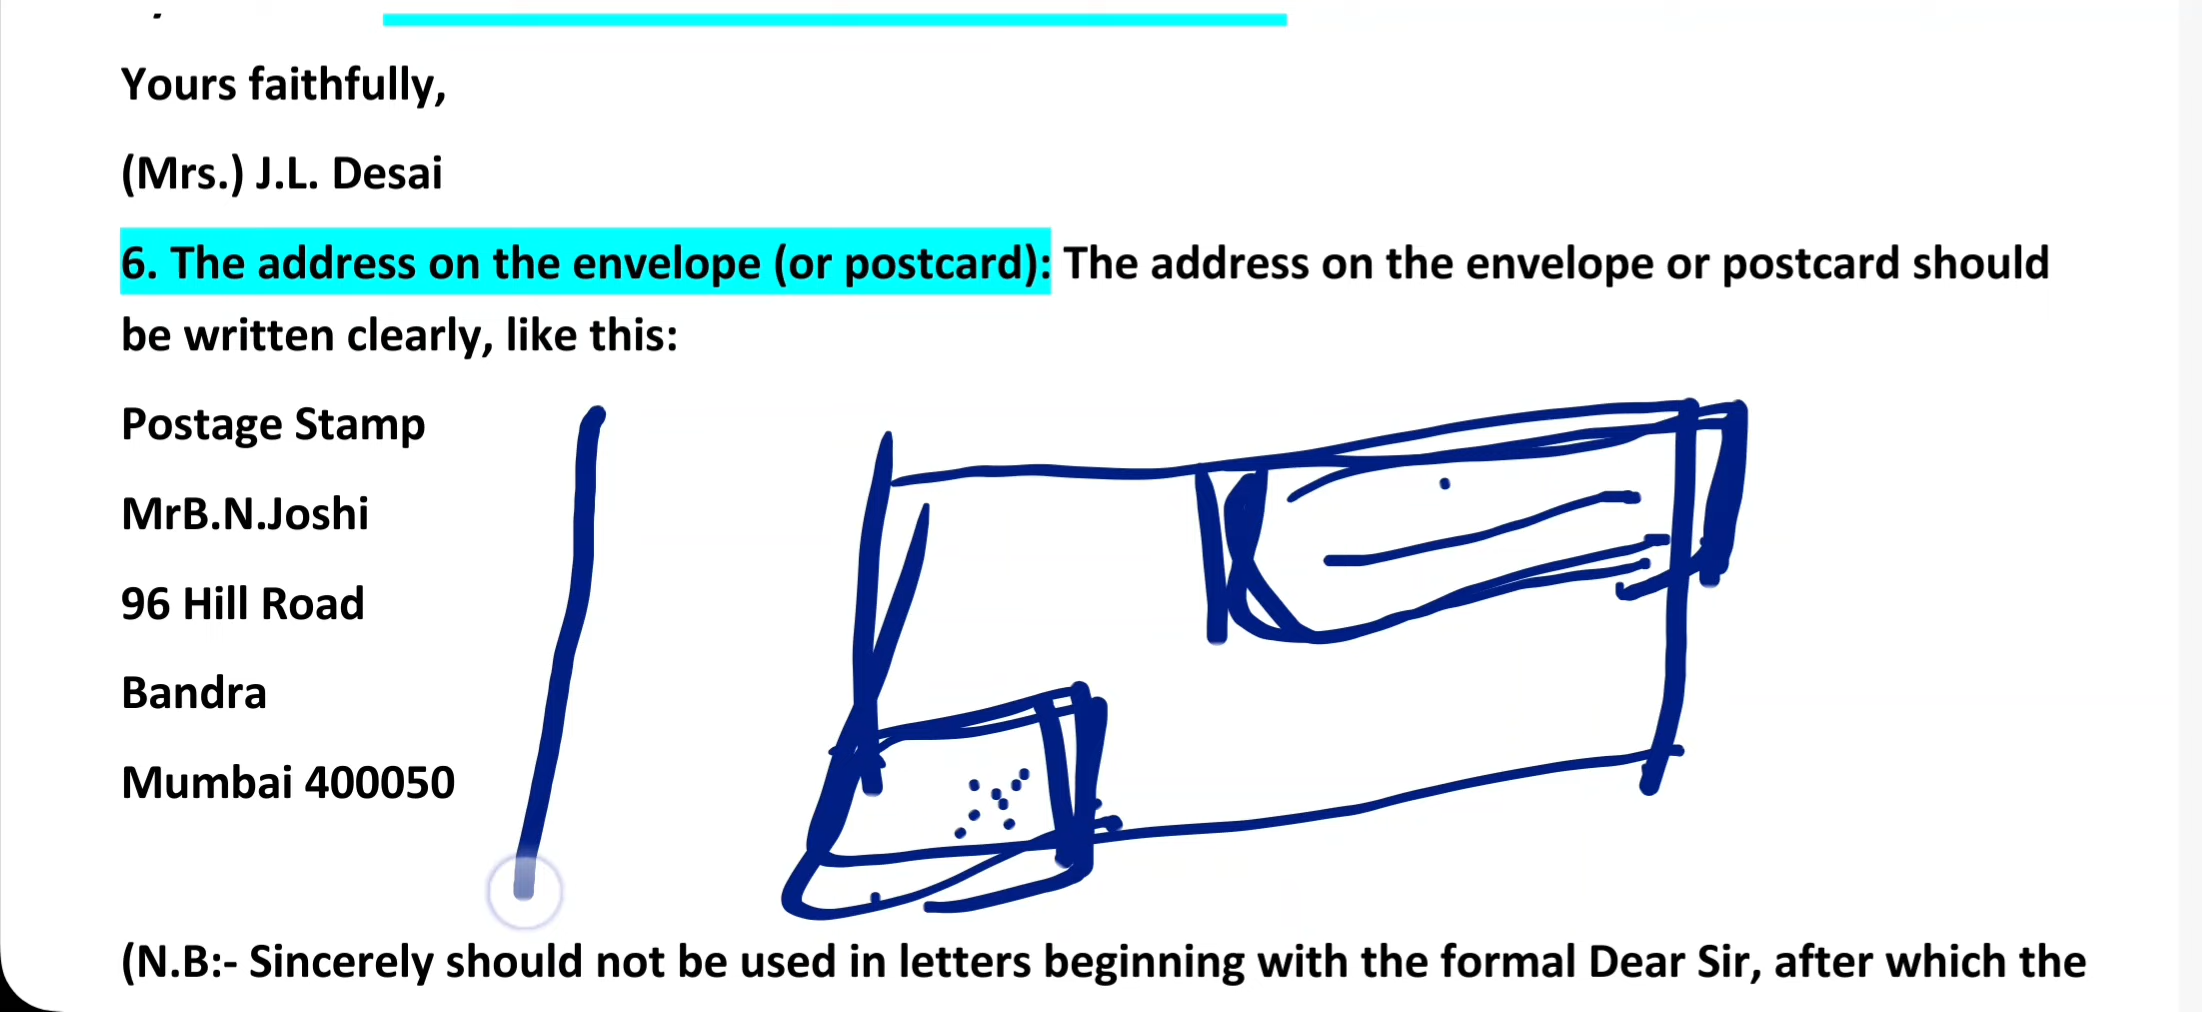 Yours faithfully,
(Mrs.) J.L. Desai
6. The address on the envelope (or postcard): The address on the envelope or postcard should
be written clearly, like this:
Postage Stamp
MrB.N.Joshi
96 Hill Road
Bandra
Mumbai 400050
(N.B:- Sincerely should not be used in letters beginning with the formal Dear Sir, after which the